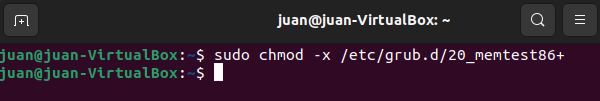 juan@juan-VirtualBox: ~
juan@juan-VirtualBox:~$ sudo chmod -x /etc/grub.d/20_memtest86+
juan@juan-VirtualBox:~$